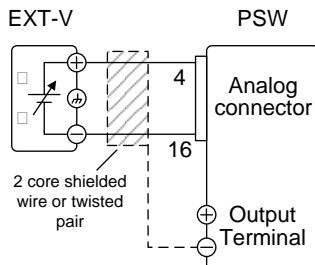 EXT-V
PSW
4
Analog
connector
16
2 core shielded
wire or twisted
pair
Output
Terminal